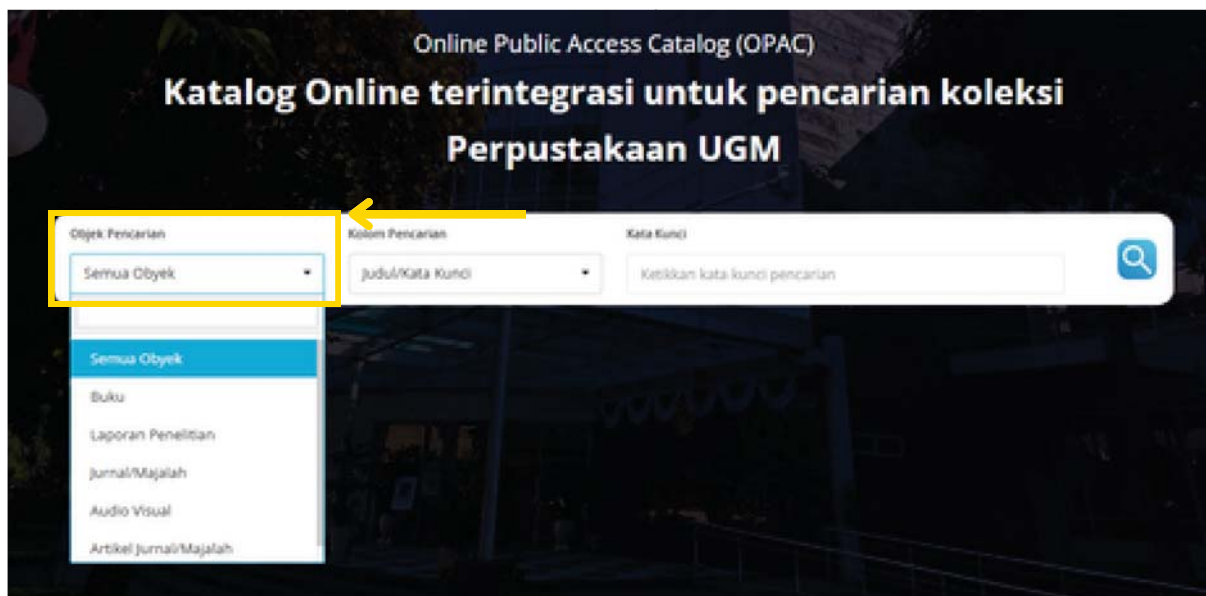 Online Public Access Catalog (OPAC)
Katalog Online terintegrasi untuk pencarian koleksi
Perpustakaan UGM
Objek Pencarian
Kolom Pencarian
Kata Kunci
Semua Obyek
Judul/Kata Kunci
Ketikkan kata kunci pencarian
Semua Obyek
Buku
Laporan Penelitian
Jurnal/Majalah
Audio Visual
Artikel Jurnal/Majalah